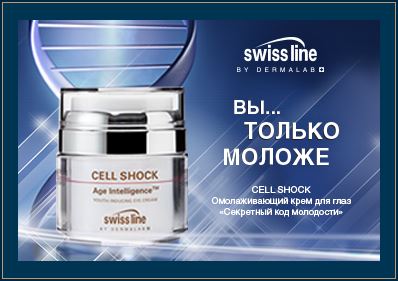 swiss line
BY DERMALAB
ВЫ...
ТОЛЬКО
МОЛОЖЕ
CELL SHOCK
Омолаживающий крем для глаз
«Секретный код молодости»
CELL SHOCK
Age Intelligence™
YOUTH-INDUCING EYE CREAM
swiss line
BY DERMALAB